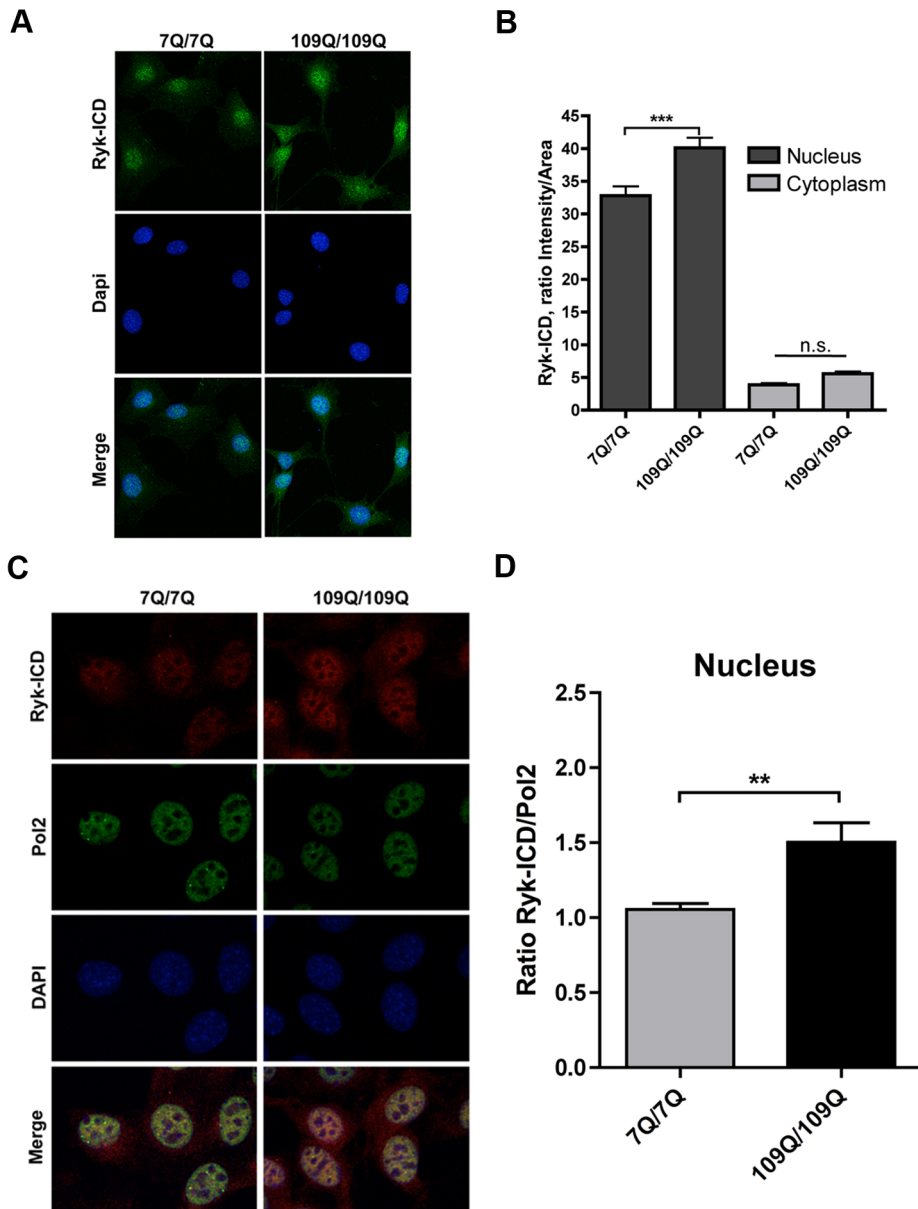 A
7Q/7Q 109Q/109Q
Ryk-ICD
Dapi
Merge
B
Ryk-ICD, ratio Intensity/Area
45
40
35
30
25
20
15
10
5
0
***
n.s.
Nucleus
Cytoplasm
7Q/7Q
109Q/109Q
7Q/7Q
109Q/109Q
C
7Q/7Q 109Q/109Q
Ryk-ICD
Pol2
DAPI
Merge
D
Nucleus
Ratio Ryk-ICD/Pol2
2.5
2.0
1.5
1.0
0.5
0.0
**
7Q/7Q
109Q/109Q